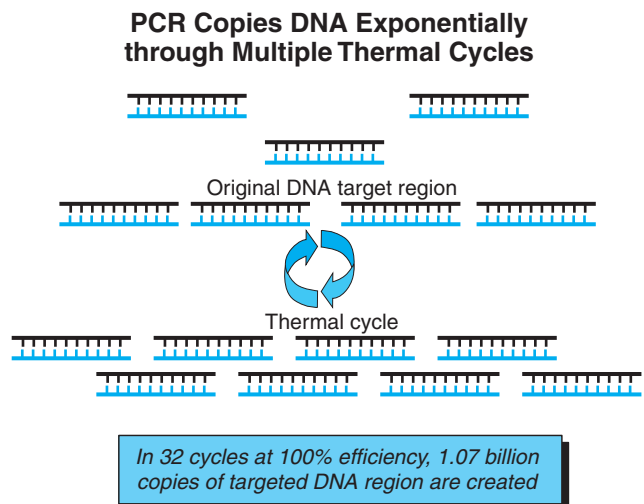 PCR Copies DNA Exponentially
through Multiple Thermal Cycles
Original DNA target region
Thermal cycle
In 32 cycles at 100% efficiency, 1.07 billion
copies of targeted DNA region are created